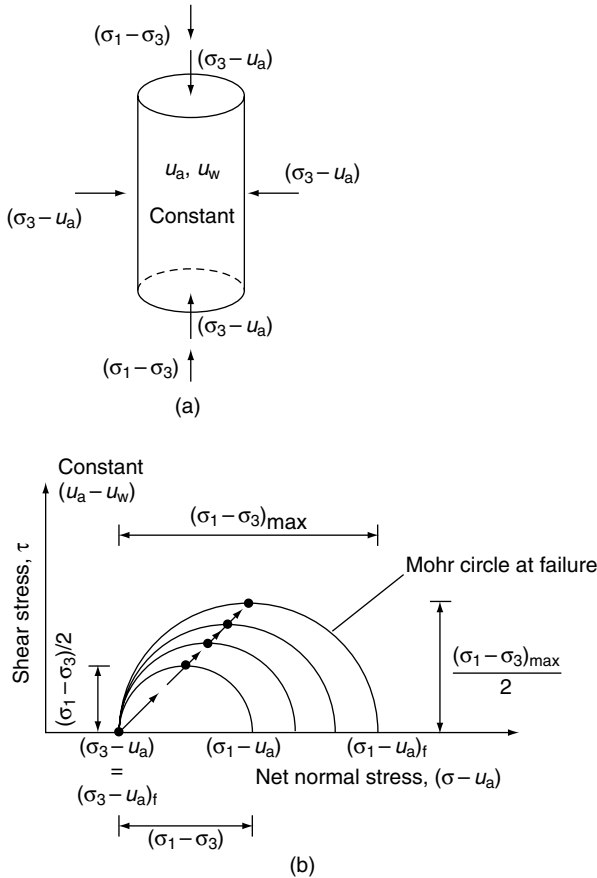 (σ₁ − σ₃)
(σ₃ − uₐ)
uₐ, u_w
(σ₃ − uₐ)
(σ₃ − uₐ)
Constant
(σ₃ − uₐ)
(σ₁ − σ₃)
(a)
Constant
(uₐ − u_w)
(σ₁ − σ₃)max
Mohr circle at failure
Shear stress, τ
(σ₁ − σ₃)/2
(σ₁ − σ₃)max
2
(σ₃ − uₐ) (σ₁ − uₐ) (σ₁ − uₐ)f
=
Net normal stress, (σ − uₐ)
(σ₃ − uₐ)f
(σ₁ − σ₃)
(b)